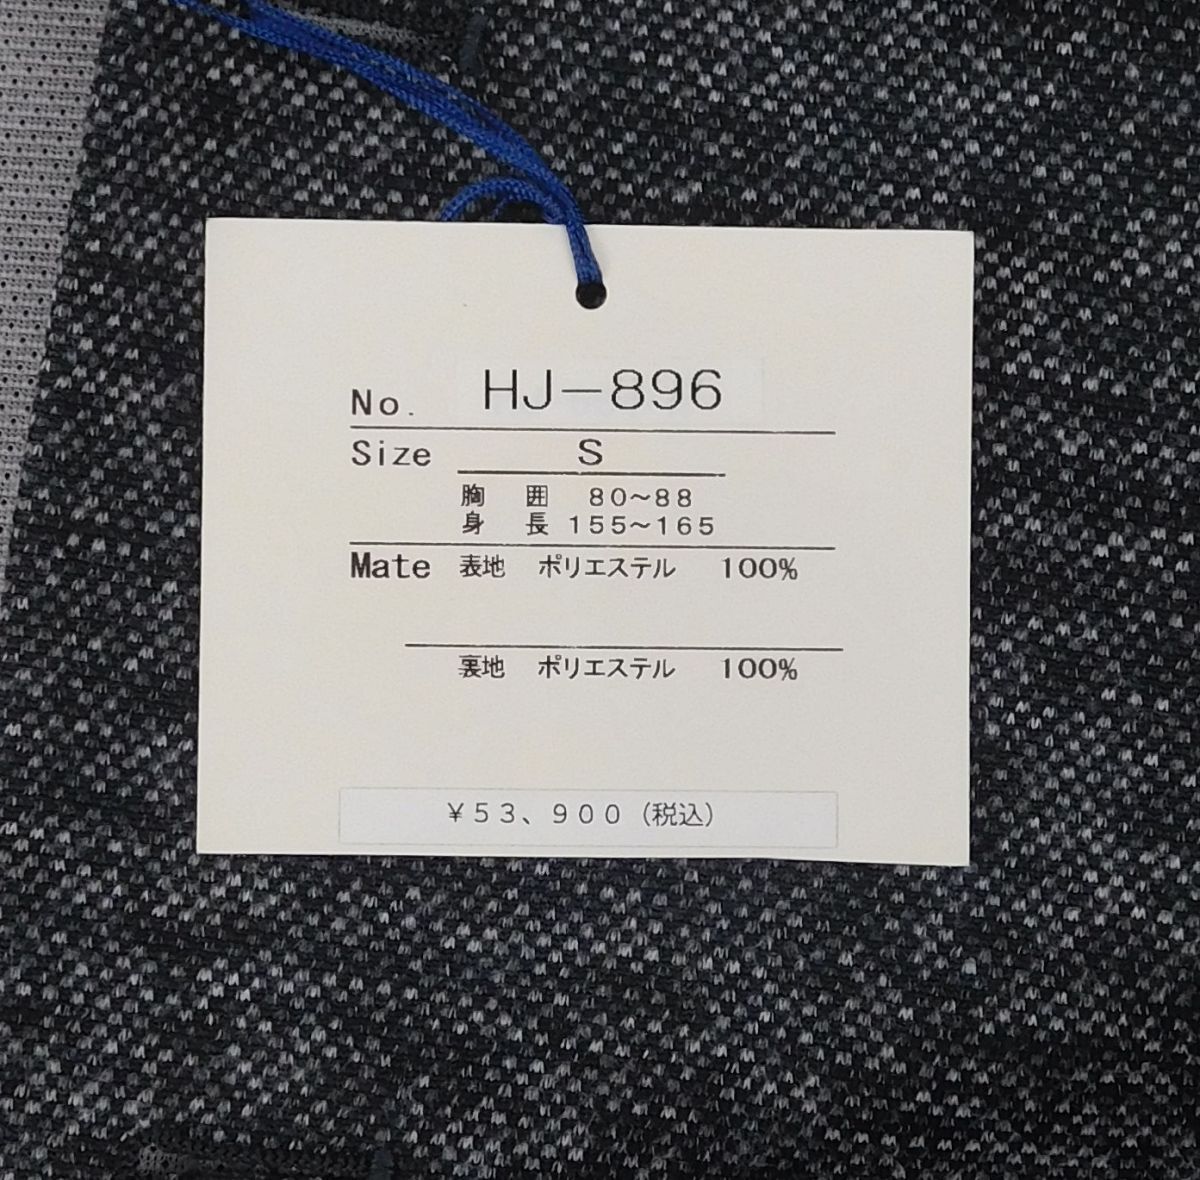 No. HJ-896
Size S
胸 囲 80~88
身 長 155~165
Mate 表地 ポリエステル 100%
裏地 ポリエステル 100%
¥53、900(税込)